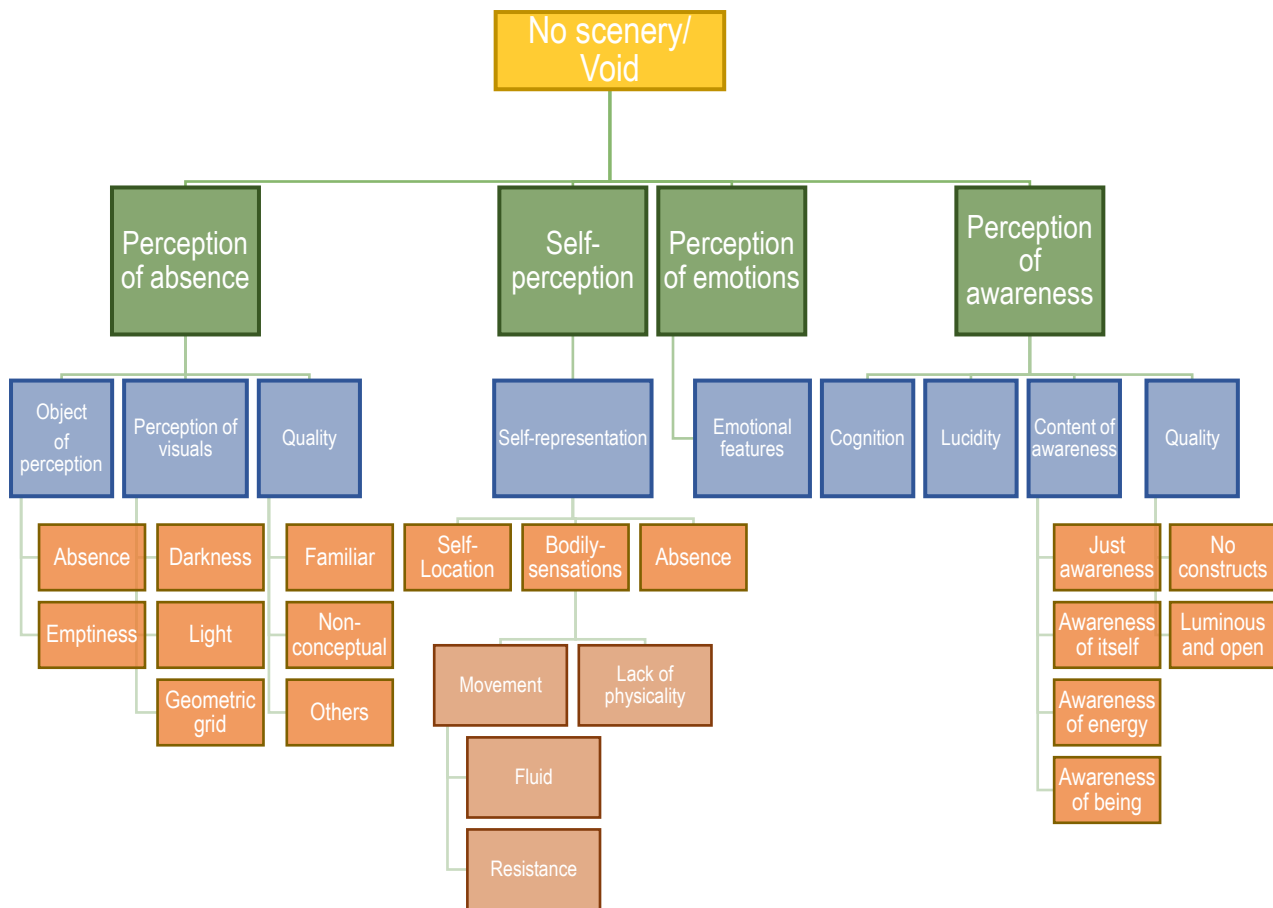 No scenery/
Void
Perception
of absence
Self-
perception
Perception
of emotions
Perception
of
awareness
Object
of
perception
Perception of
visuals
Quality
Self-representation
Emotional
features
Cognition
Lucidity
Content of
awareness
Quality
Absence
Emptiness
Darkness
Light
Geometric
grid
Familiar
Non-
conceptual
Others
Self-
Location
Bodily-
sensations
Absence
Movement
Lack of
physicality
Fluid
Resistance
Just
awareness
Awareness
of itself
Awareness
of energy
Awareness
of being
No
constructs
Luminous
and open